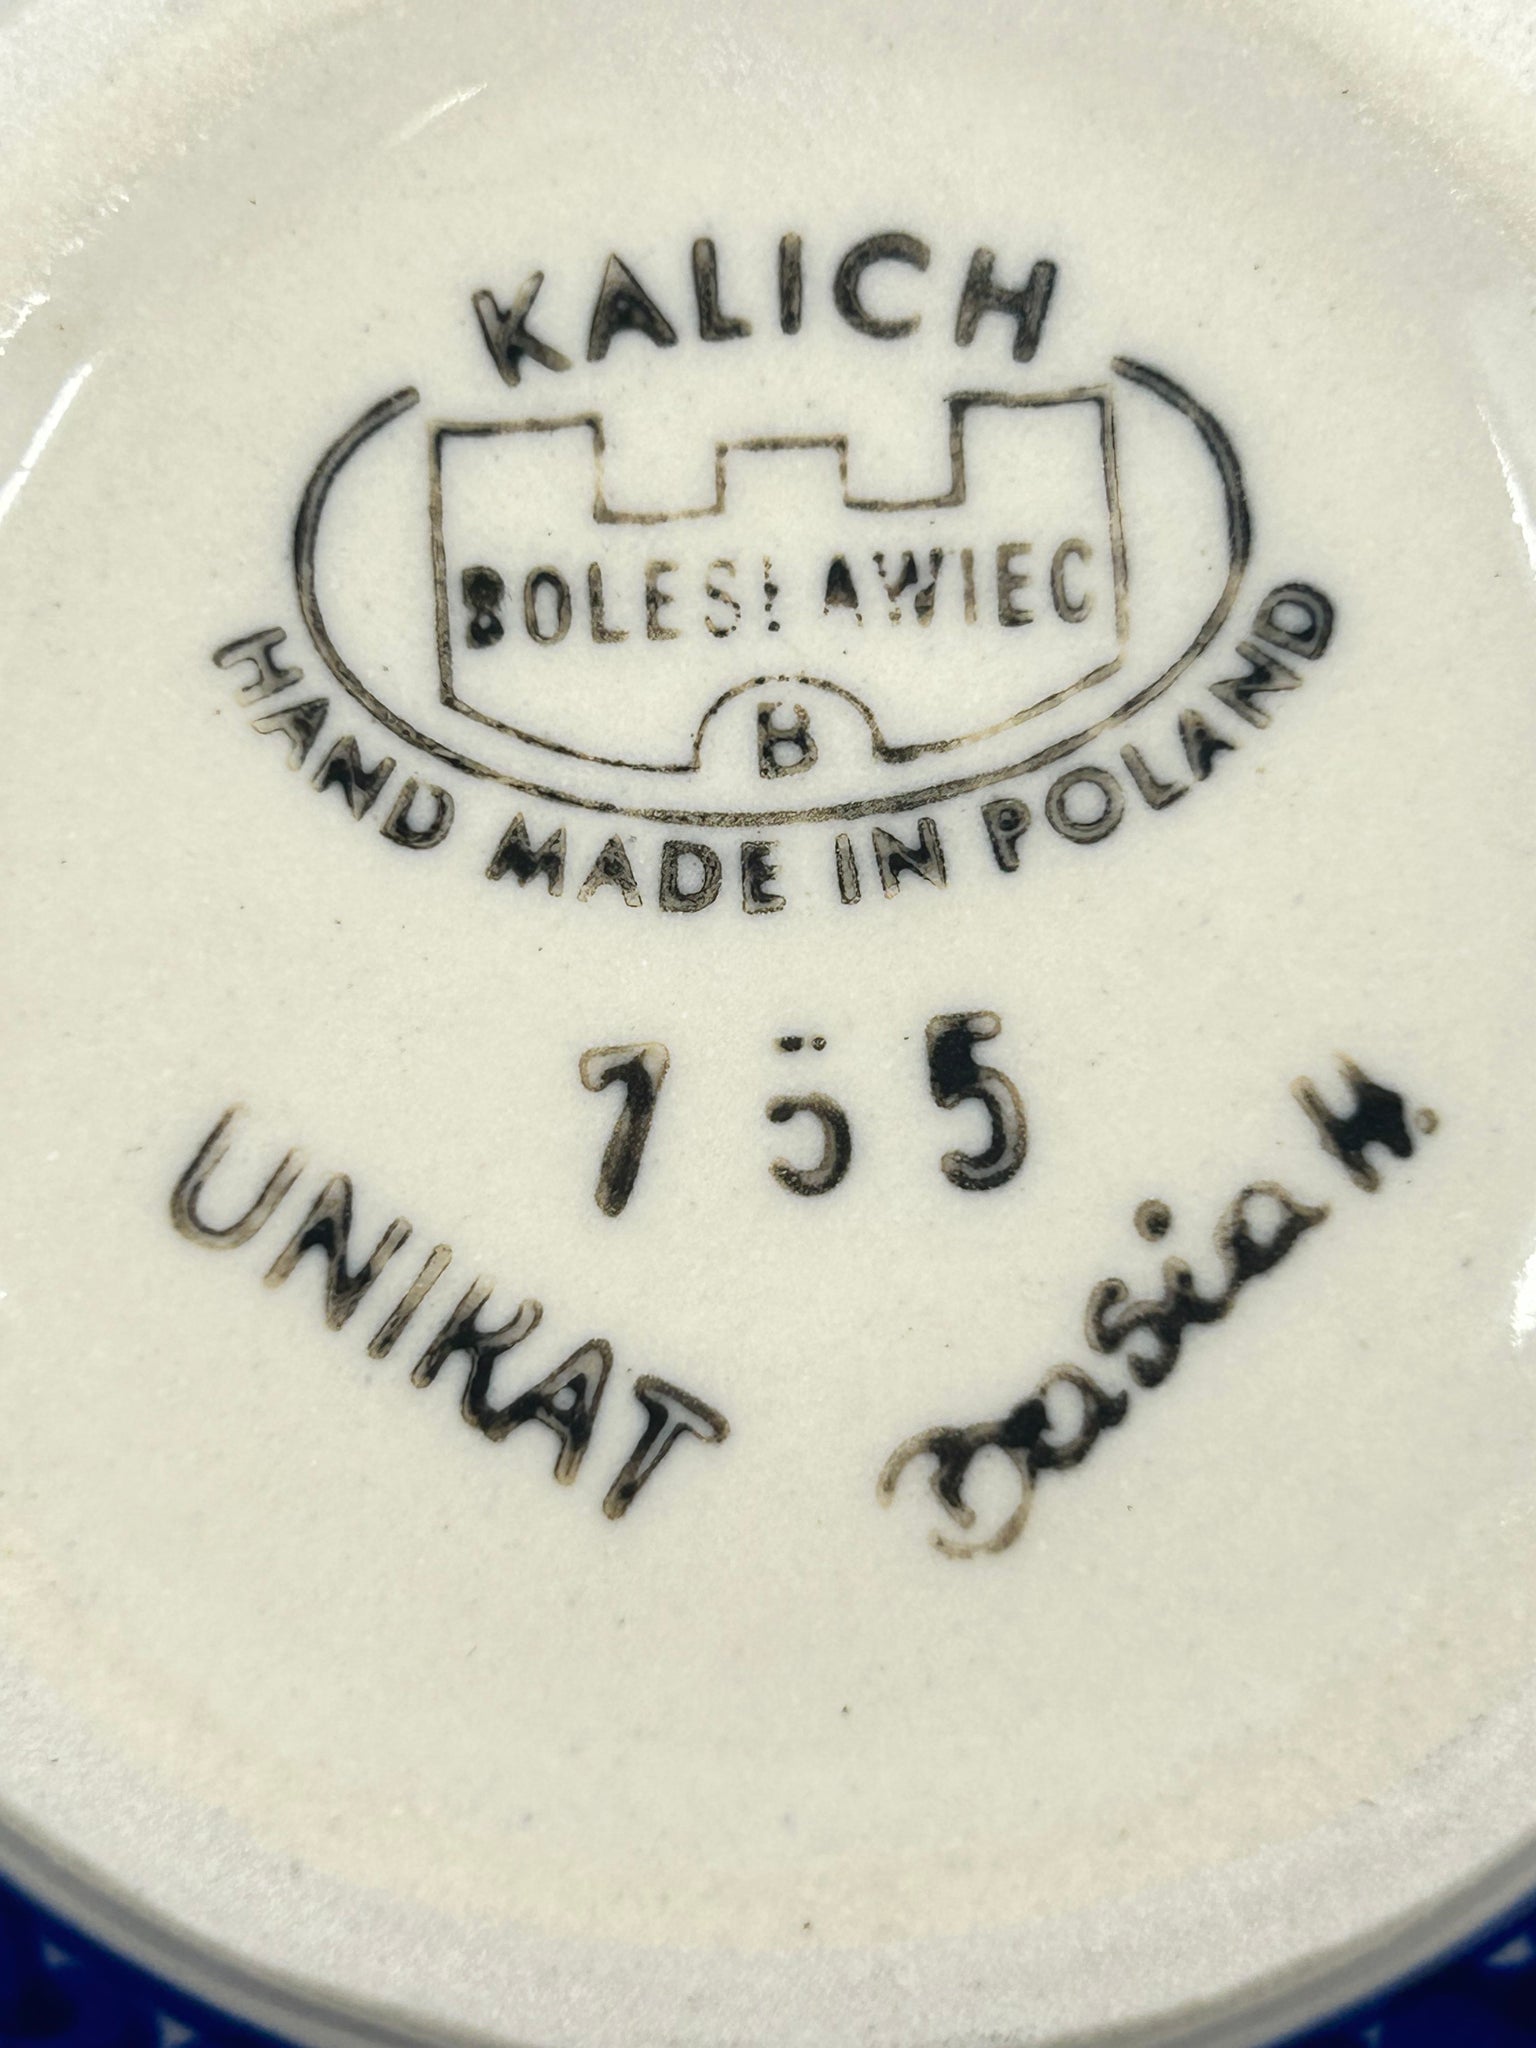 KALICH
BOLESŁAWIEC
B
HAND MADE IN POLAND
155
UNIKAT
Basia H.